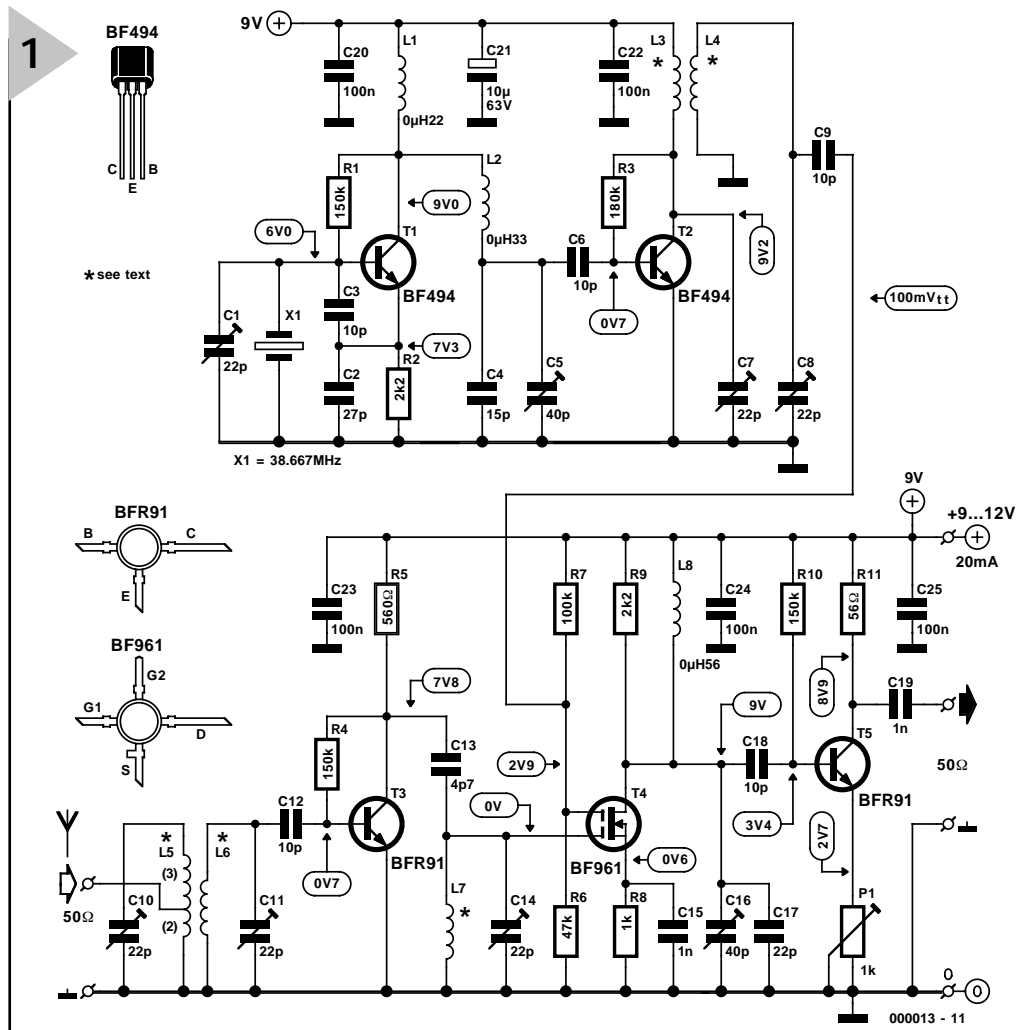 1
BF494
C
B
E
* see text
9V
C20
100n
L1
0µH22
C21
10µ
63V
C22
100n
L3
*
L4
*
C9
10p
R1
150k
9V0
L2
0µH33
R3
180k
6V0
T1
BF494
C6
10p
T2
BF494
9V2
0V7
100mVtt
C1
22p
X1
C3
10p
7V3
C2
27p
R2
2k2
C4
15p
C5
40p
C7
22p
C8
22p
X1 = 38.667MHz
9V
+9...12V
20mA
BFR91
B
C
E
C23
100n
R5
560Ω
R7
100k
R9
2k2
L8
0µH56
C24
100n
R10
150k
R11
56Ω
C25
100n
BF961
G2
G1
D
S
7V8
8V9
C19
1n
9V
R4
150k
C13
4p7
2V9
C18
10p
T5
BFR91
50Ω
C12
10p
T3
BFR91
0V
T4
BF961
3V4
2V7
0V6
0V7
*
L5
(3)
(2)
*
L6
50Ω
C10
22p
C11
22p
L7
*
C14
22p
R6
47k
R8
1k
C15
1n
C16
40p
C17
22p
P1
1k
0
0
000013 - 11